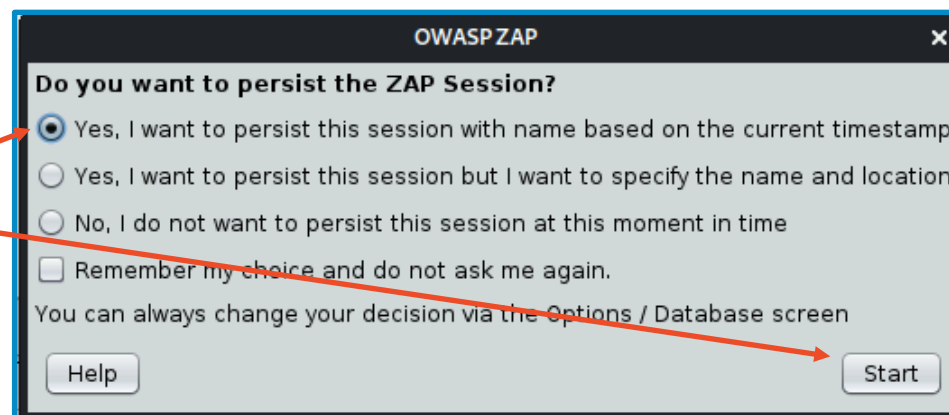 OWASP ZAP
Do you want to persist the ZAP Session?
Yes, I want to persist this session with name based on the current timestamp
Yes, I want to persist this session but I want to specify the name and location
No, I do not want to persist this session at this moment in time
Remember my choice and do not ask me again.
You can always change your decision via the Options / Database screen
Help
Start